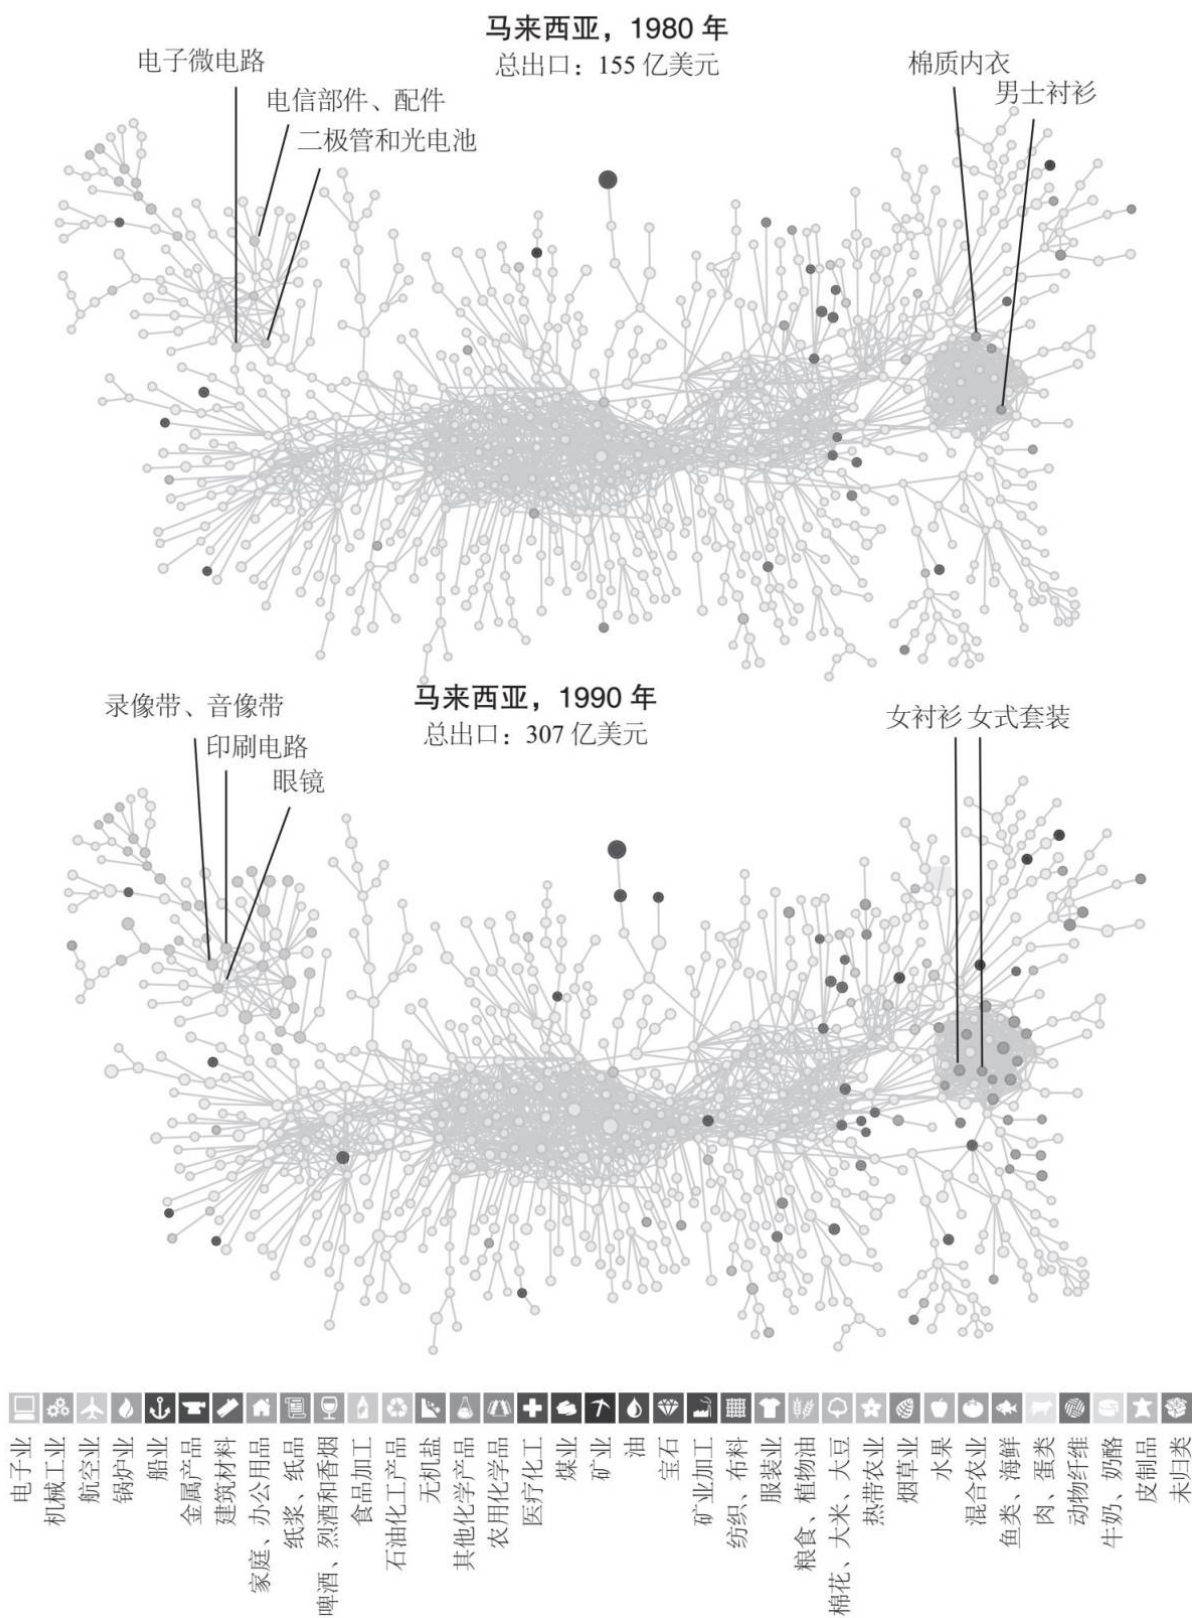 马来西亚，1980 年
总出口：155 亿美元
电子微电路
电信部件、配件
二极管和光电池
棉质内衣
男士衬衫
马来西亚，1990 年
总出口：307 亿美元
录像带、音像带
印刷电路
眼镜
女衬衫 女式套装
电子业
机械工业
航空业
锅炉业
船业
金属产品
建筑材料
家庭、办公用品
纸浆、纸品
啤酒、烈酒和香烟
食品加工
石油化工产品
无机盐
其他化学产品
农用化学品
医疗化工
煤业
矿业
油
宝石
矿业加工
纺织、布料
服装业
粮食、植物油
棉花、大米、大豆
热带农业
烟草业
水果
混合农业
鱼类、海鲜
肉、蛋类
动物纤维
牛奶、奶酪
皮制品
未归类